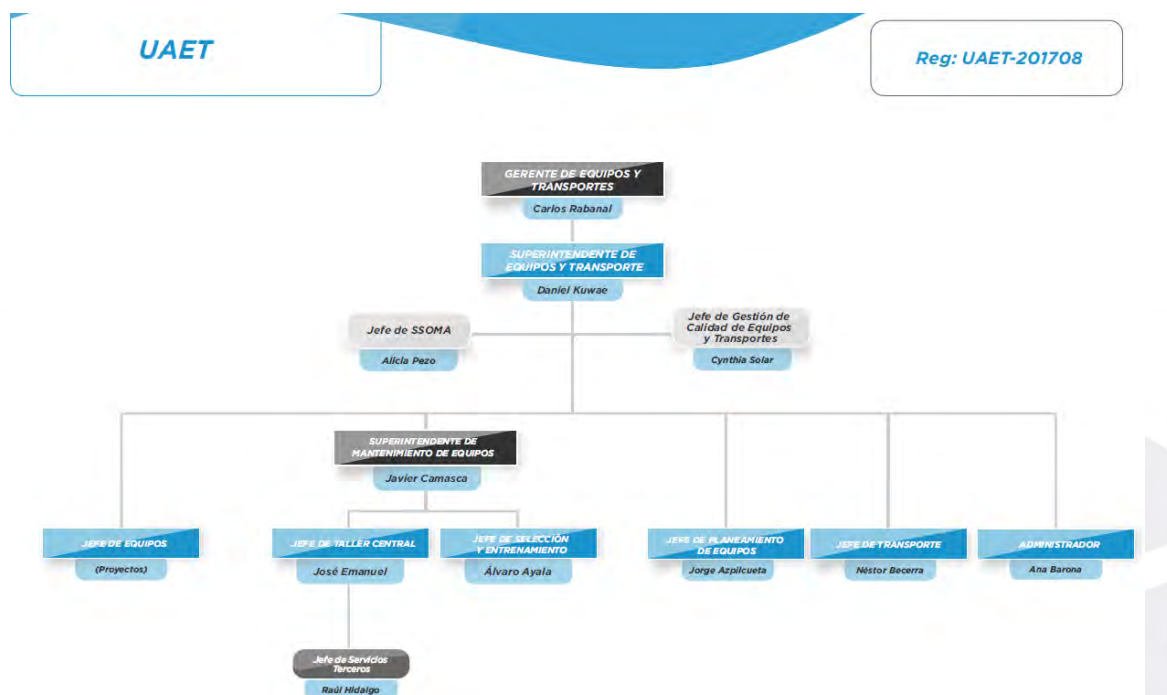 UAET
Reg: UAET-201708
GERENTE DE EQUIPOS Y
TRANSPORTES
Carlos Rabanal
SUPERINTENDENTE DE
EQUIPOS Y TRANSPORTE
Daniel Kuwae
Jefe de SSOMA
Alicia Pezo
Jefe de Gestión de
Calidad de Equipos
y Transportes
Cynthia Solar
SUPERINTENDENTE DE
MANTENIMIENTO DE EQUIPOS
Javier Camasca
JEFE DE EQUIPOS
(Proyectos)
JEFE DE TALLER CENTRAL
José Emanuel
JEFE DE SELECCIÓN
Y ENTRENAMIENTO
Álvaro Ayala
JEFE DE PLANEAMIENTO
DE EQUIPOS
Jorge Azpilcueta
JEFE DE TRANSPORTE
Néstor Becerra
ADMINISTRADOR
Ana Barona
Jefe de Servicios
Terceros
Raúl Hidalgo